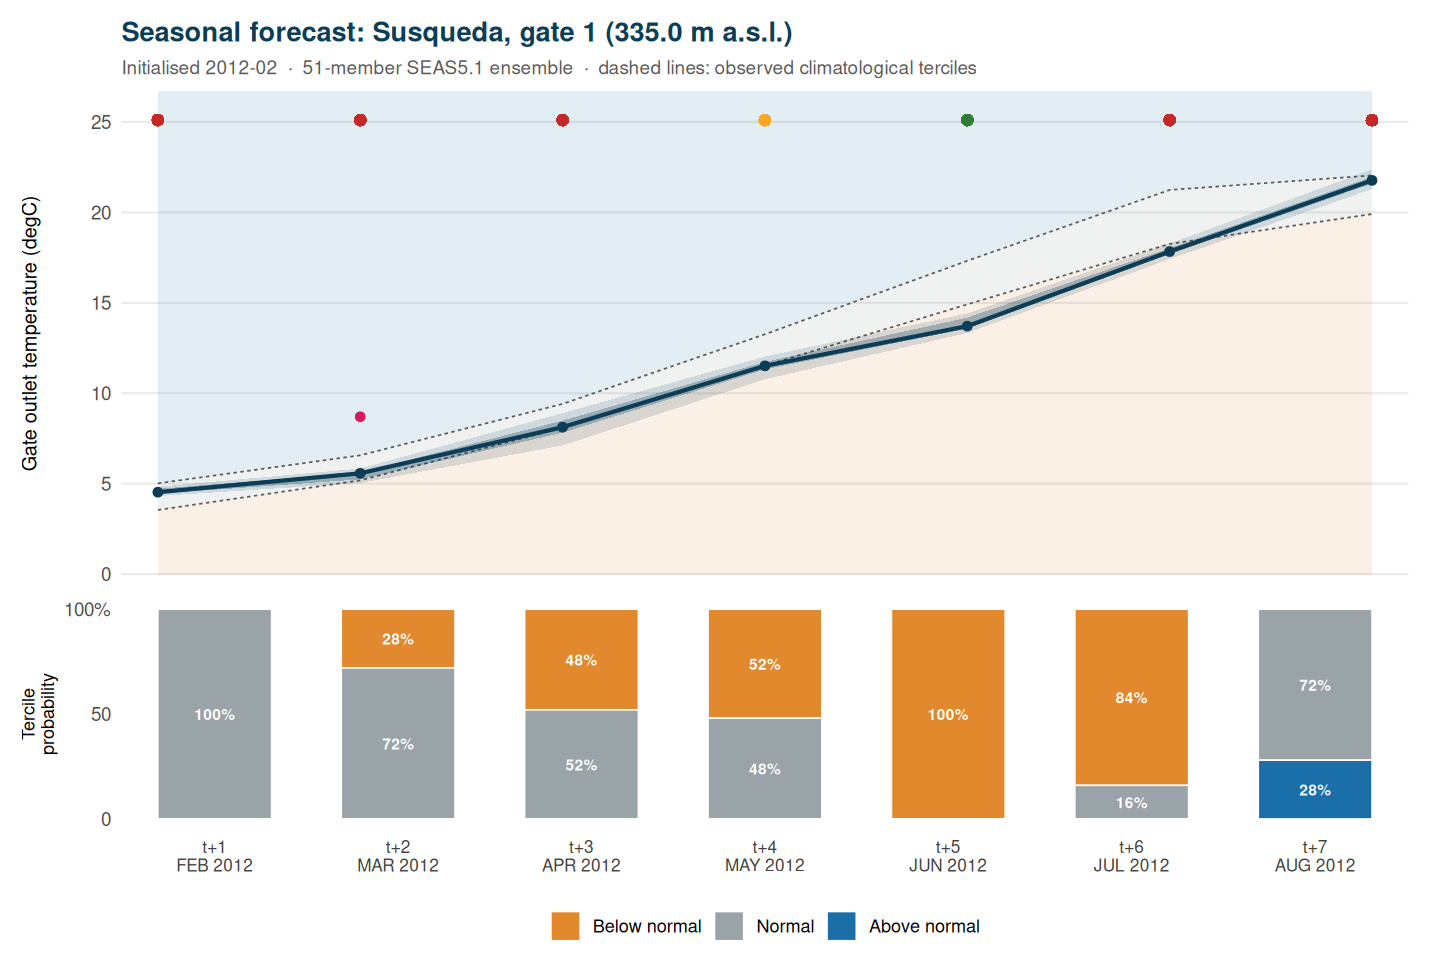 Seasonal forecast: Susqueda, gate 1 (335.0 m a.s.l.)
Initialised 2012-02 · 51-member SEAS5.1 ensemble · dashed lines: observed climatological terciles
Gate outlet temperature (degC)
25
20
15
10
5
0
Tercile
probability
100%
50
0
100%
28%
72%
48%
52%
52%
48%
100%
84%
16%
72%
28%
t+1
FEB 2012
t+2
MAR 2012
t+3
APR 2012
t+4
MAY 2012
t+5
JUN 2012
t+6
JUL 2012
t+7
AUG 2012
Below normal
Normal
Above normal